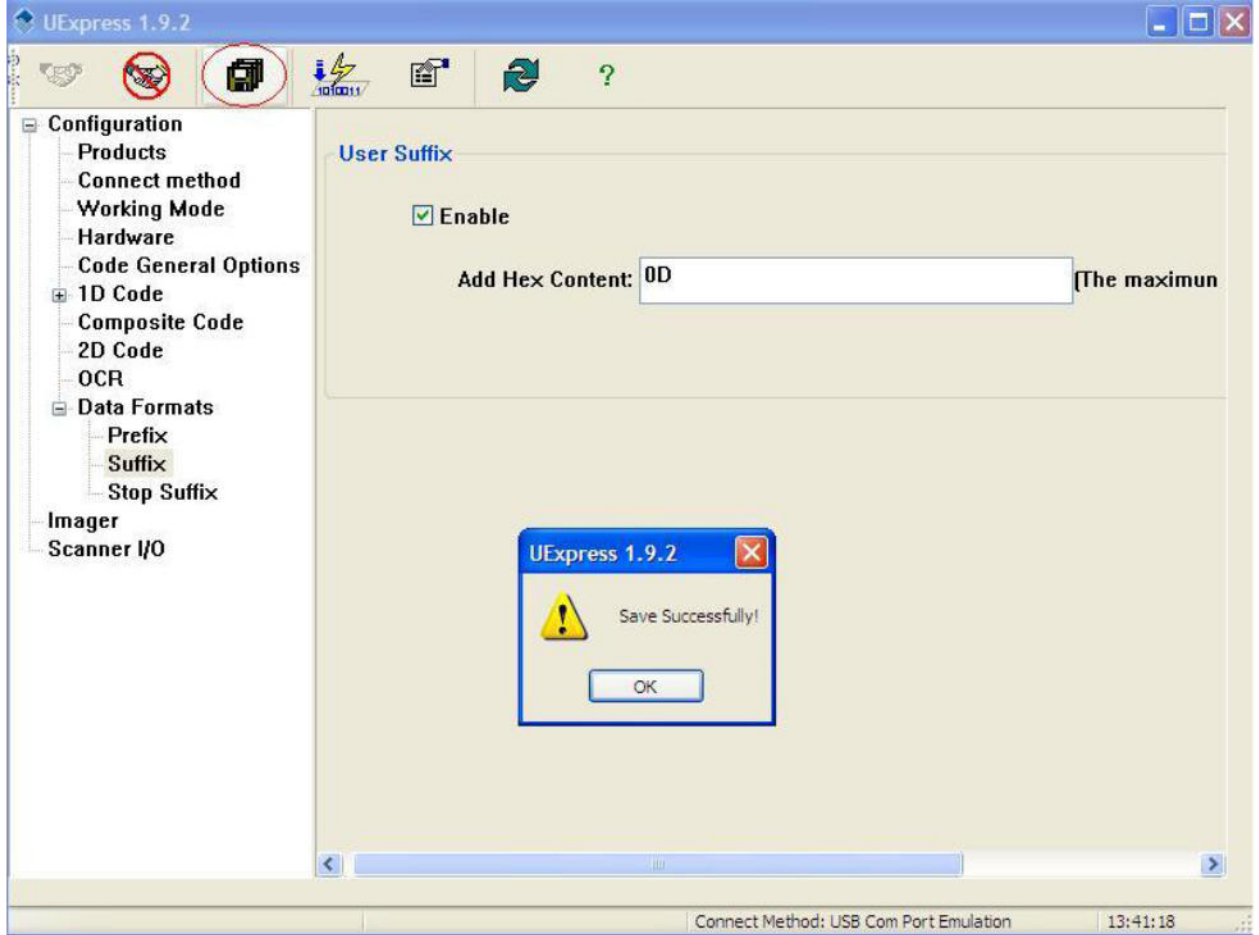 UExpress 1.9.2
1010011
?
Configuration
Products
Connect method
Working Mode
Hardware
Code General Options
1D Code
Composite Code
2D Code
OCR
Data Formats
Prefix
Suffix
Stop Suffix
Imager
Scanner I/O
User Suffix
Enable
Add Hex Content: 0D (The maximun
UExpress 1.9.2
Save Successfully!
OK
Connect Method: USB Com Port Emulation 13:41:18